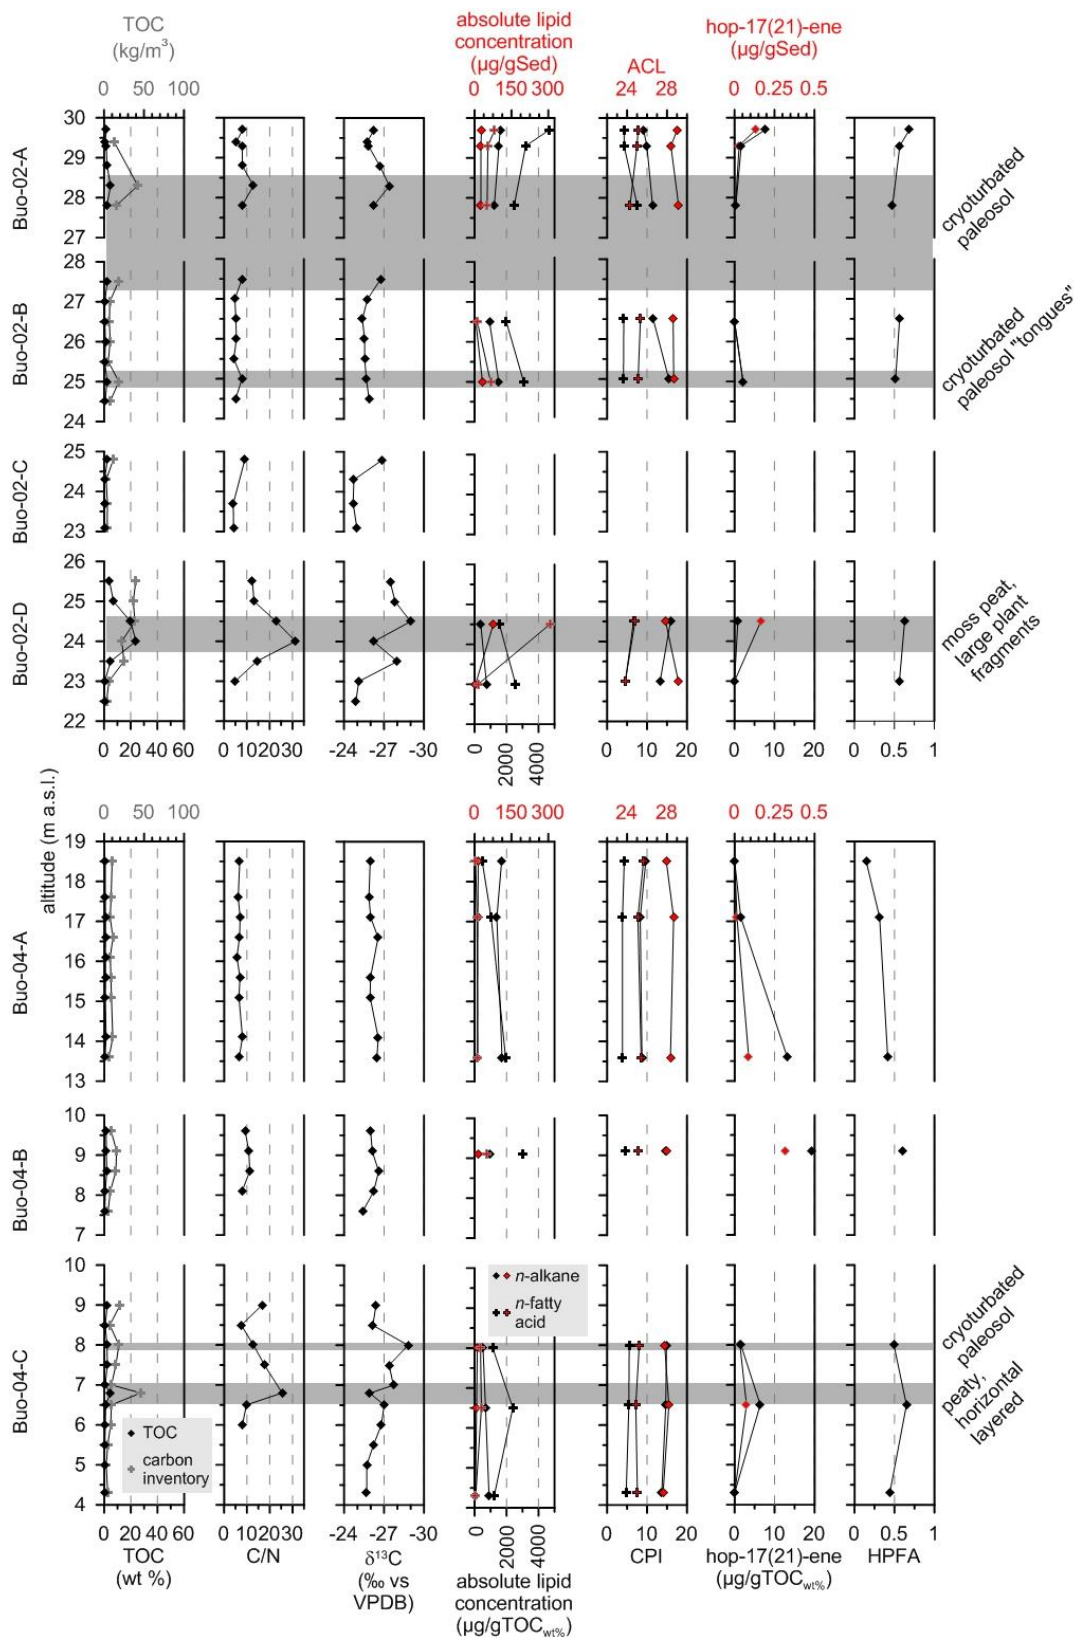 TOC
(kg/m³)
0 50 100
absolute lipid
concentration
(µg/gSed)
0 150 300
ACL
24 28
hop-17(21)-ene
(µg/gSed)
0 0.25 0.5
Buo-02-A
30
29
28
27
cryoturbated
paleosol
Buo-02-B
28
27
26
25
24
cryoturbated
paleosol "tongues"
Buo-02-C
25
24
23
Buo-02-D
26
25
24
23
22
moss peat,
large plant
fragments
0 20 40 60
0 10 20 30
-24 -27 -30
0 2000 4000
0 10 20
0 10 20
0 0.5 1
altitude (m a.s.l.)
0 50 100
0 150 300
24 28
0 0.25 0.5
Buo-04-A
19
18
17
16
15
14
13
Buo-04-B
10
9
8
7
Buo-04-C
10
9
8
7
6
5
4
n-alkane
n-fatty
acid
TOC
carbon
inventory
cryoturbated
paleosol
peaty,
horizontal
layered
0 20 40 60
TOC
(wt %)
0 10 20 30
C/N
-24 -27 -30
δ¹³C
(‰ vs
VPDB)
0 2000 4000
absolute lipid
concentration
(µg/gTOCwt%)
0 10 20
CPI
0 10 20
hop-17(21)-ene
(µg/gTOCwt%)
0 0.5 1
HPFA